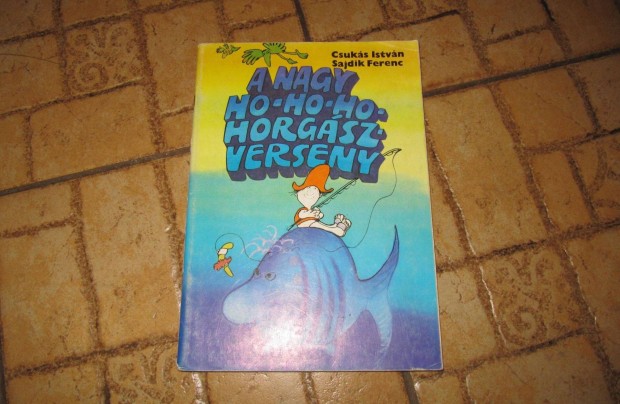 Csukás István
Sajdik Ferenc
A NAGY
HO-HO-HO-
HORGÁSZ-
VERSENY